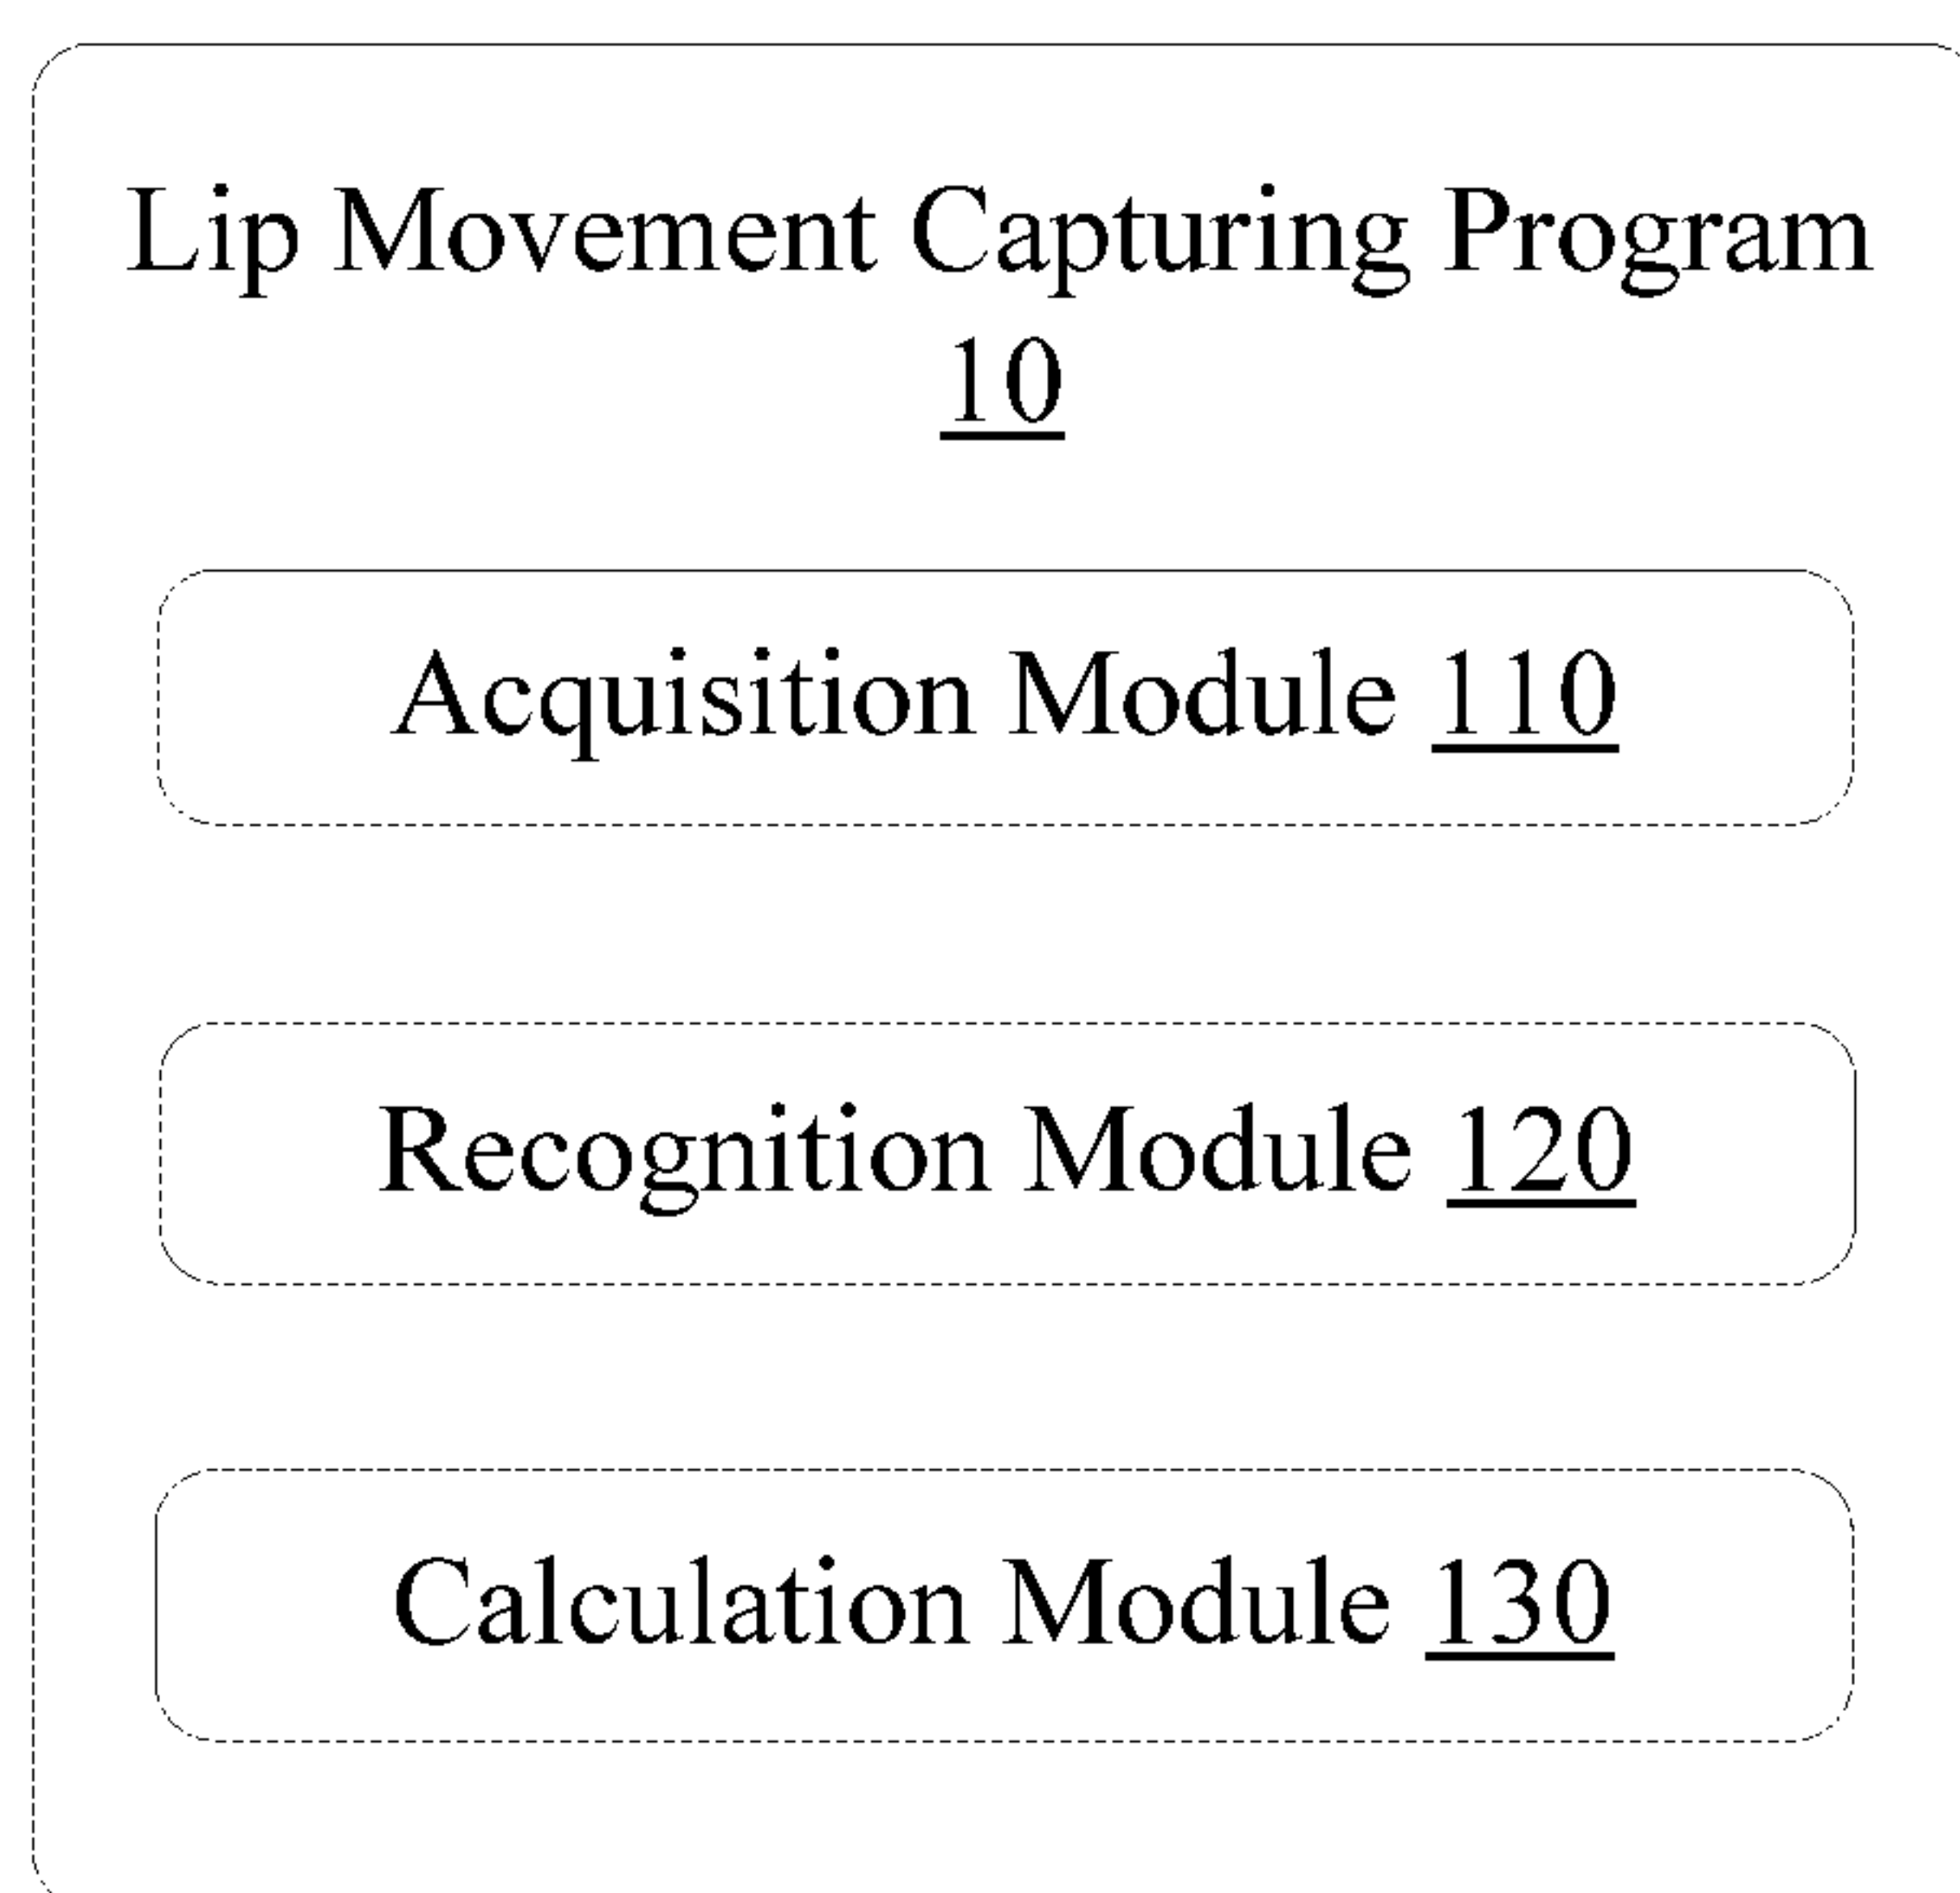 Lip Movement Capturing Program
10
Acquisition Module 110
Recognition Module 120
Calculation Module 130